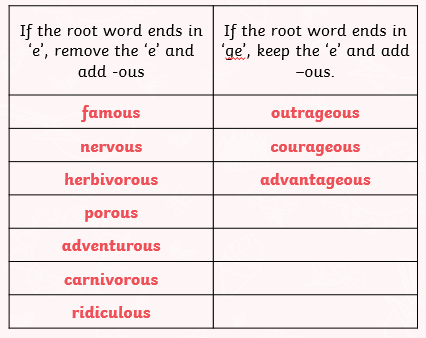 If the root word ends in
‘e’, remove the ‘e’ and
add -ous
If the root word ends in
‘ge’, keep the ‘e’ and add
–ous.
famous
outrageous
nervous
courageous
herbivorous
advantageous
porous
adventurous
carnivorous
ridiculous